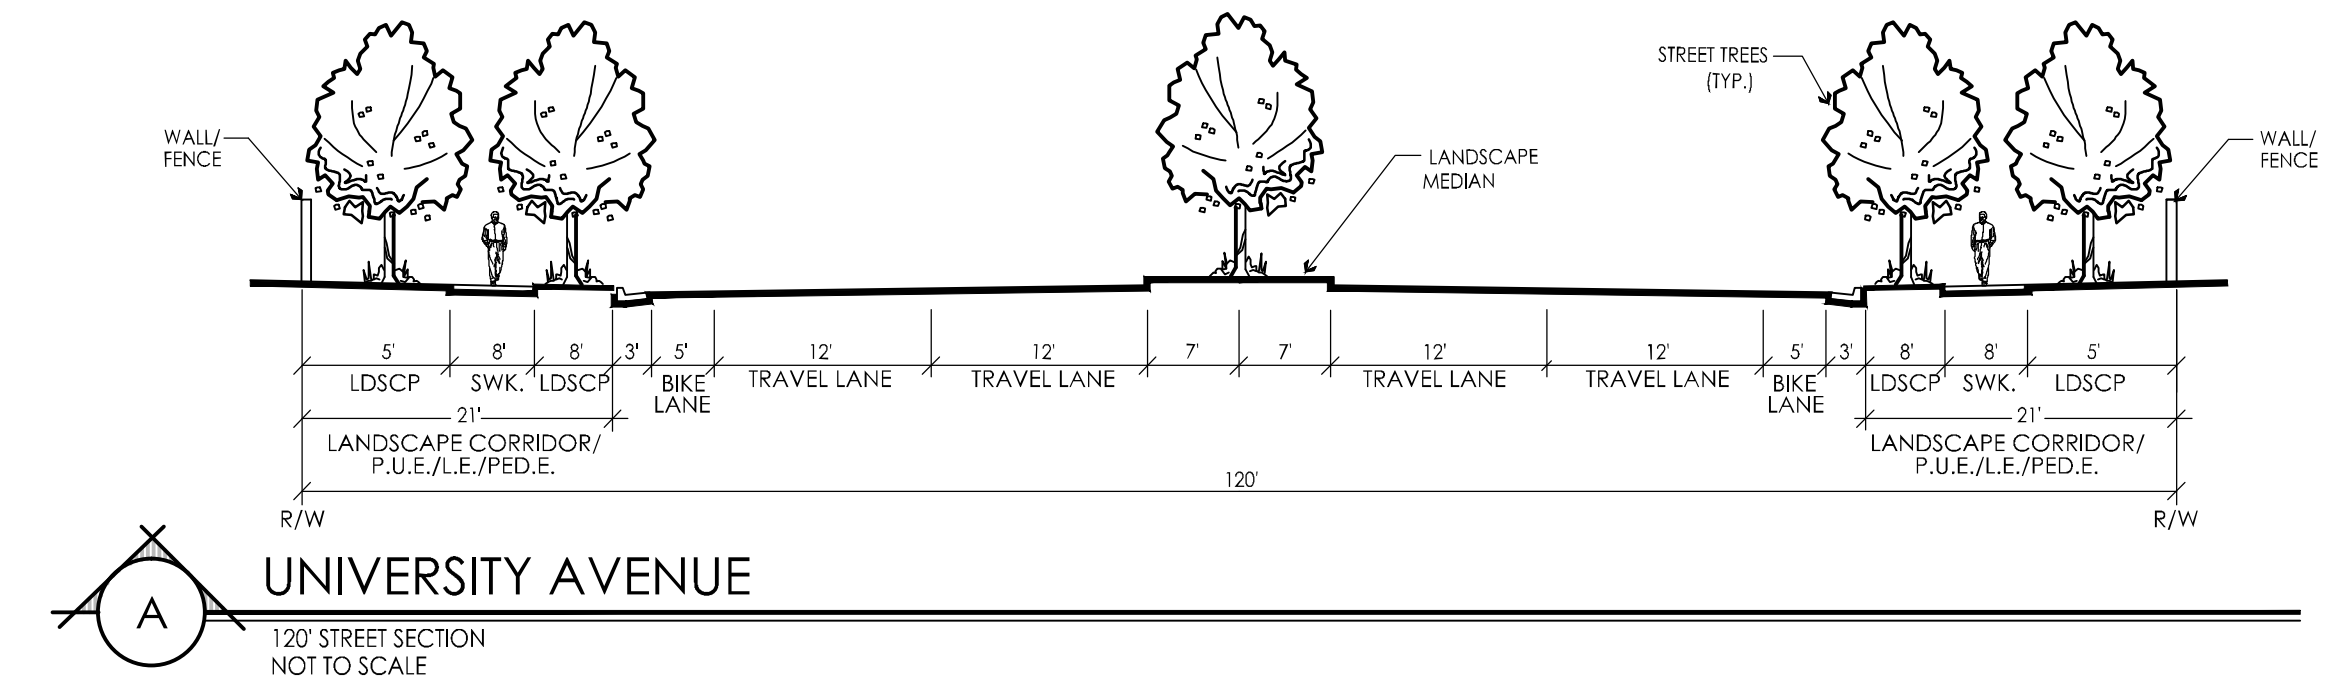 STREET TREES
(TYP.)
WALL/
FENCE
WALL/
FENCE
LANDSCAPE
MEDIAN
5' 8' 8' 3' 5' 12' 12' 7' 7' 12' 12' 5' 3' 8' 8' 5'
LDSCP SWK. LDSCP BIKE LANE TRAVEL LANE TRAVEL LANE TRAVEL LANE TRAVEL LANE BIKE LANE LDSCP SWK. LDSCP
21' 21'
LANDSCAPE CORRIDOR/ LANDSCAPE CORRIDOR/
P.U.E./L.E./PED.E. P.U.E./L.E./PED.E.
120'
R/W R/W
UNIVERSITY AVENUE
A
120' STREET SECTION
NOT TO SCALE